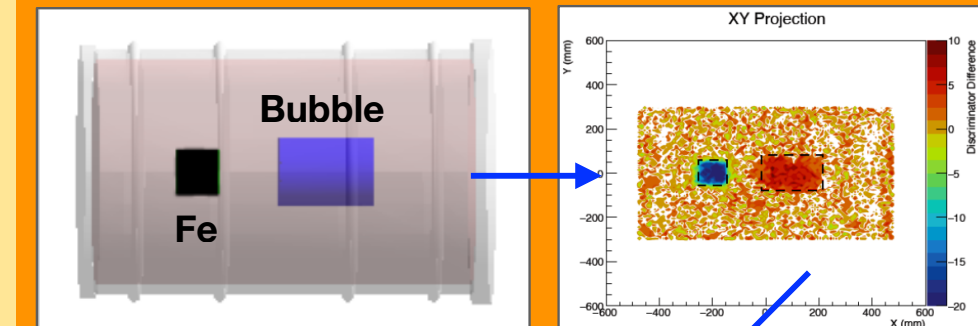 Bubble
Fe
XY Projection
Y (mm)
600
400
200
0
−200
−400
−600
−600 −400 −200 0 200 400 600
X (mm)
10
5
0
−5
−10
−15
−20
Discriminator Difference